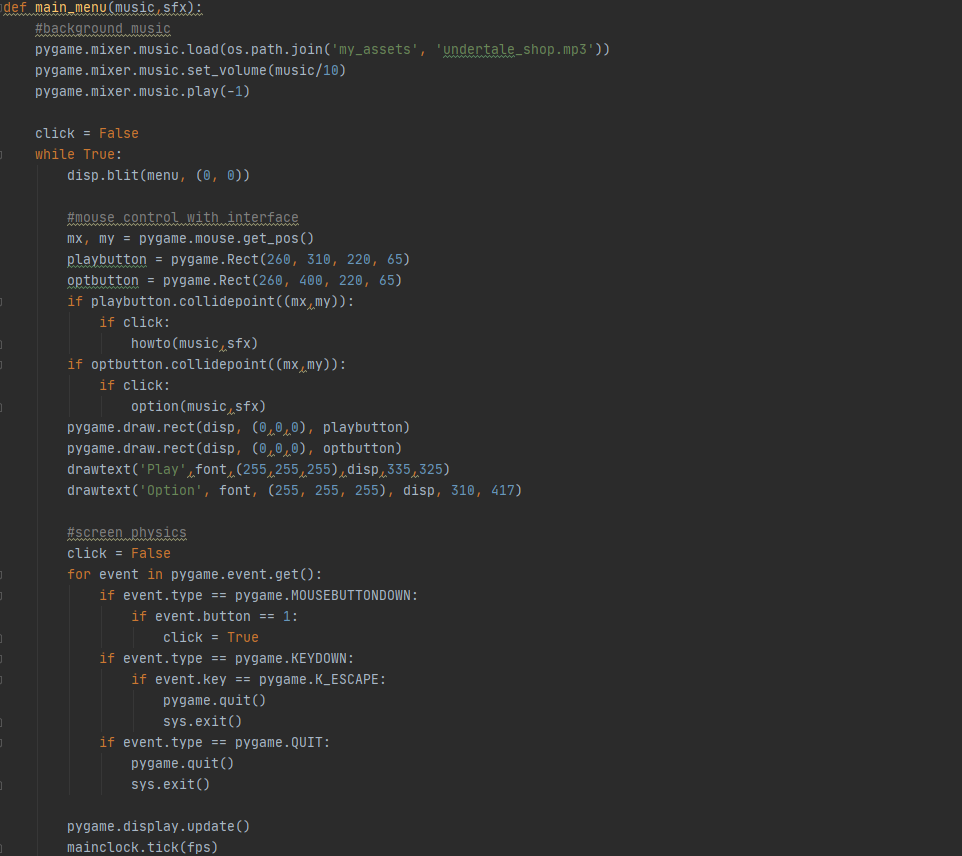 def main_menu(music,sfx):
    #background music
    pygame.mixer.music.load(os.path.join('my_assets', 'undertale_shop.mp3'))
    pygame.mixer.music.set_volume(music/10)
    pygame.mixer.music.play(-1)

    click = False
    while True:
        disp.blit(menu, (0, 0))

        #mouse control with interface
        mx, my = pygame.mouse.get_pos()
        playbutton = pygame.Rect(260, 310, 220, 65)
        optbutton = pygame.Rect(260, 400, 220, 65)
        if playbutton.collidepoint((mx,my)):
            if click:
                howto(music,sfx)
        if optbutton.collidepoint((mx,my)):
            if click:
                option(music,sfx)
        pygame.draw.rect(disp, (0,0,0), playbutton)
        pygame.draw.rect(disp, (0,0,0), optbutton)
        drawtext('Play',font,(255,255,255),disp,335,325)
        drawtext('Option', font, (255, 255, 255), disp, 310, 417)

        #screen physics
        click = False
        for event in pygame.event.get():
            if event.type == pygame.MOUSEBUTTONDOWN:
                if event.button == 1:
                    click = True
            if event.type == pygame.KEYDOWN:
                if event.key == pygame.K_ESCAPE:
                    pygame.quit()
                    sys.exit()
            if event.type == pygame.QUIT:
                pygame.quit()
                sys.exit()

        pygame.display.update()
        mainclock.tick(fps)